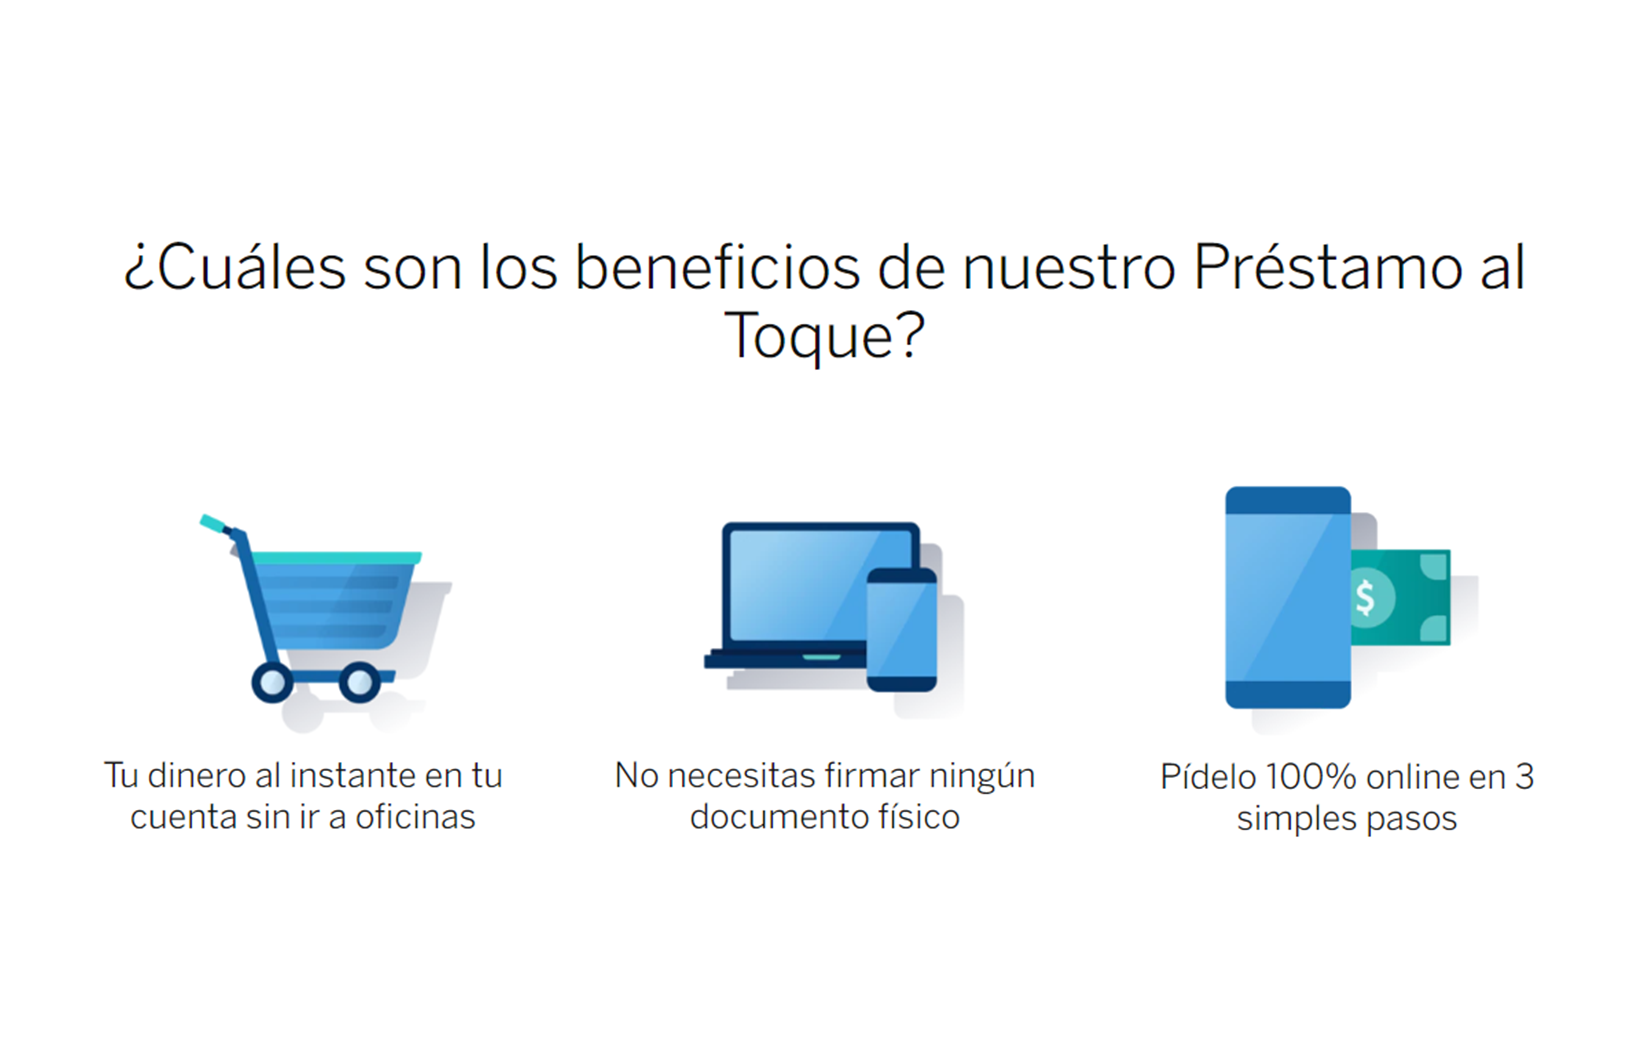 ¿Cuáles son los beneficios de nuestro Préstamo al
Toque?
$
Tu dinero al instante en tu
cuenta sin ir a oficinas
No necesitas firmar ningún
documento físico
Pídelo 100% online en 3
simples pasos